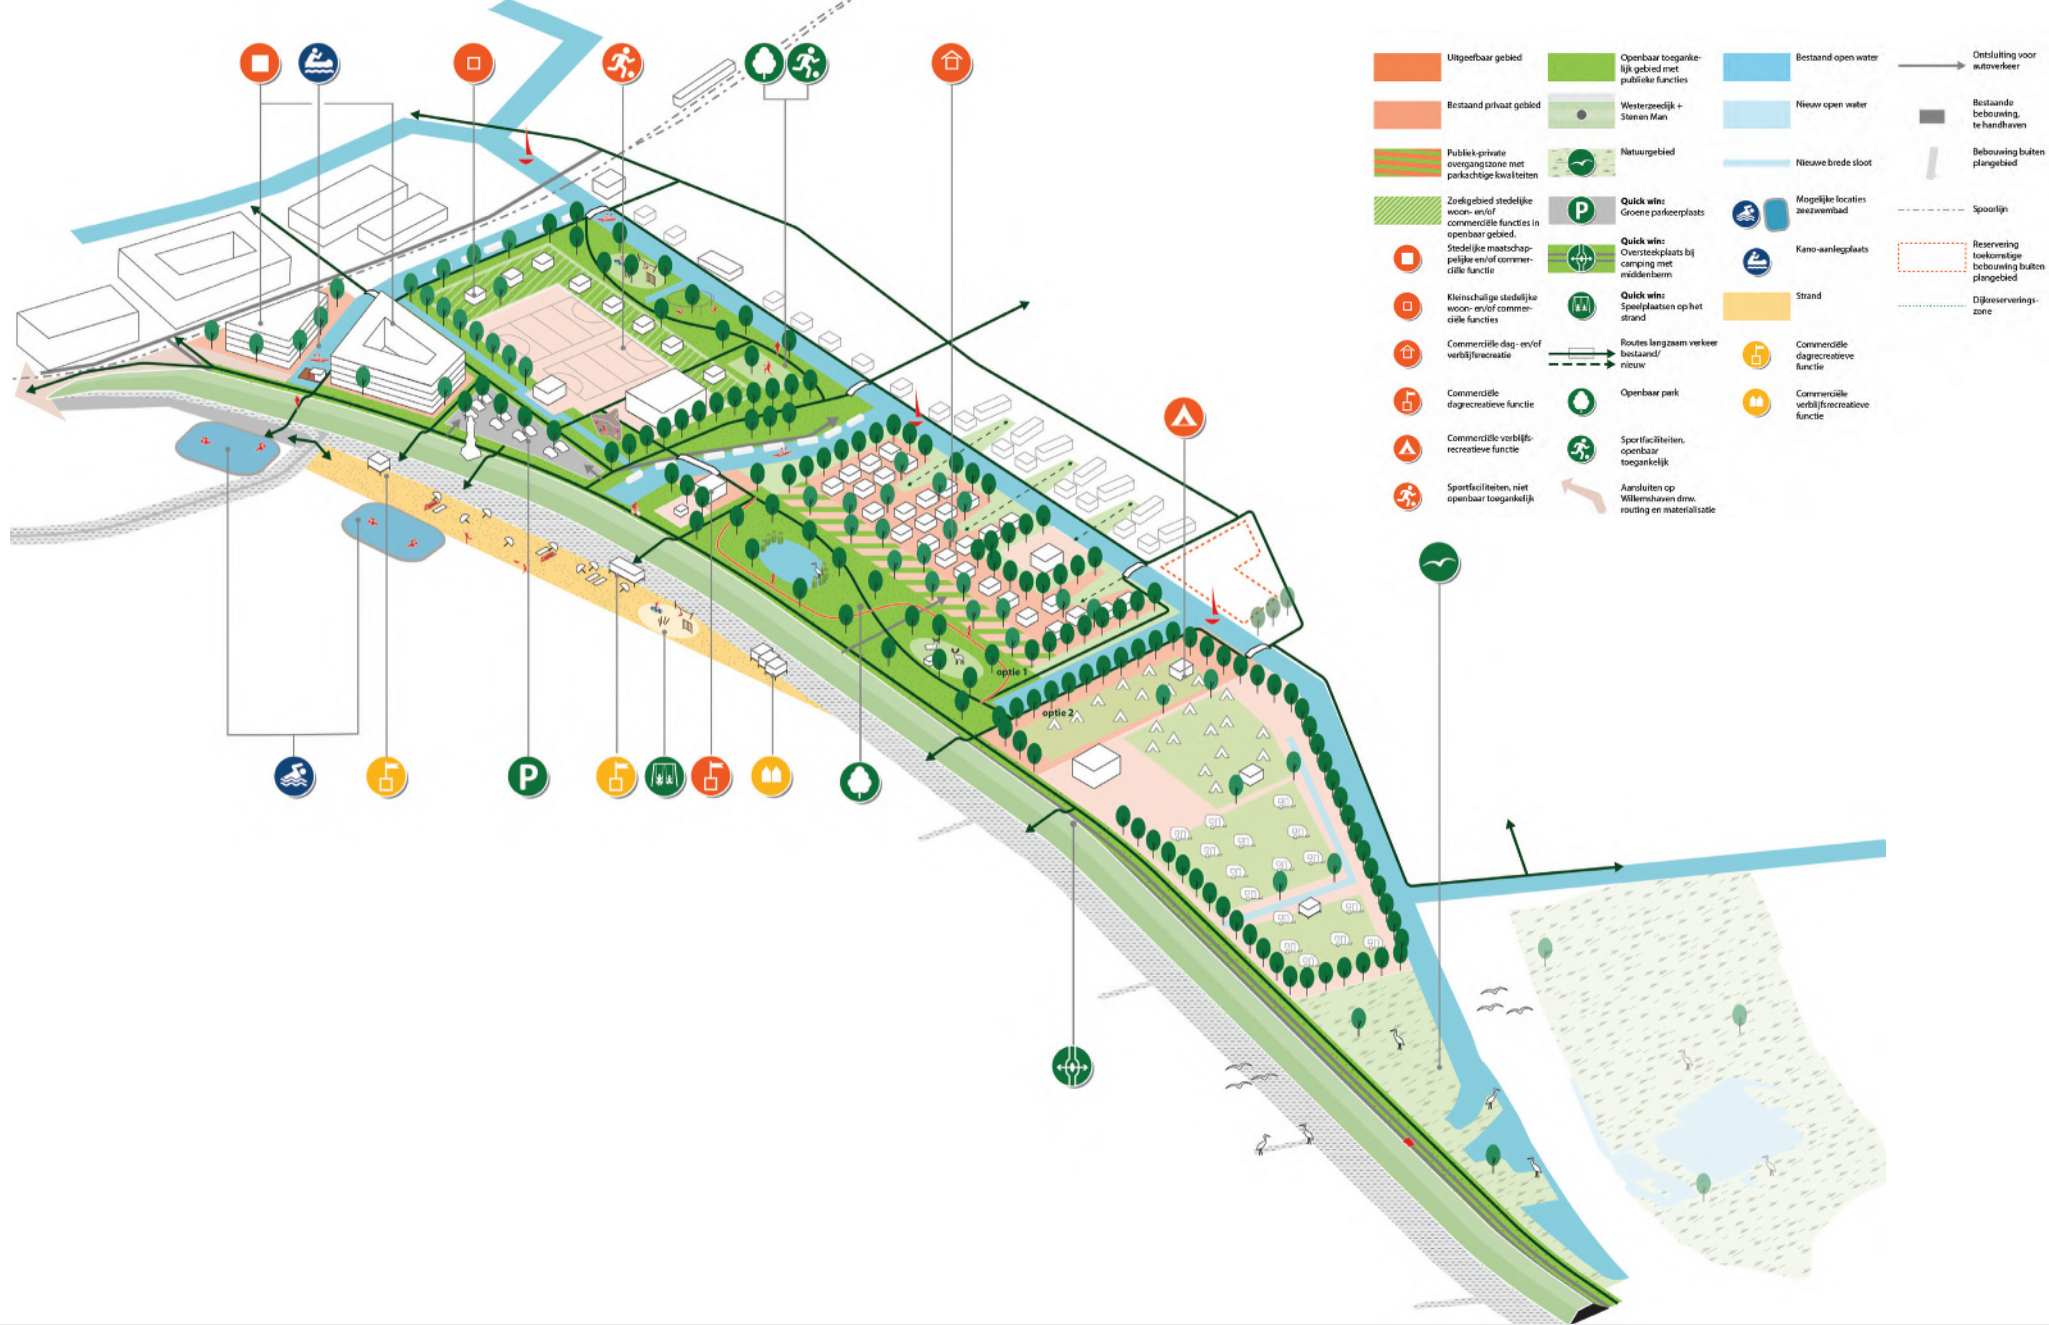 Uitgeefbaar gebied
Bestaand privaat gebied
Publiek-private
overgangszone met
parkachtige kwaliteiten
Zoekgebied stedelijke
woon- en/of
commerciële functies in
openbaar gebied.
Stedelijke maatschap-
pelijke en/of commer-
ciële functie
Kleinschalige stedelijke
woon- en/of commer-
ciële functies
Commerciële dag- en/of
verblijfsrecreatie
Commerciële
dagrecreatieve functie
Commerciële verblijfs-
recreatieve functie
Sportfaciliteiten, niet
openbaar toegankelijk
Openbaar toeganke-
lijk gebied met
publieke functies
Westerzeedijk +
Stenen Man
Natuurgebied
P
Quick win:
Groene parkeerplaats
Quick win:
Oversteekplaats bij
camping met
middenberm
Quick win:
Speelplaatsen op het
strand
Routes langzaam verkeer
bestaand/
nieuw
Openbaar park
Sportfaciliteiten,
openbaar
toegankelijk
Aansluiten op
Willemshaven dmv.
routing en materialisatie
Bestaand open water
Nieuw open water
Nieuwe brede sloot
Mogelijke locaties
zeezwembad
Kano-aanlegplaats
Strand
Commerciële
dagrecreatieve
functie
Commerciële
verblijfsrecreatieve
functie
Ontsluiting voor
autoverkeer
Bestaande
bebouwing,
te handhaven
Bebouwing buiten
plangebied
Spoorlijn
Reservering
toekomstige
bebouwing buiten
plangebied
Dijkreserverings-
zone
optie 1
optie 2
P